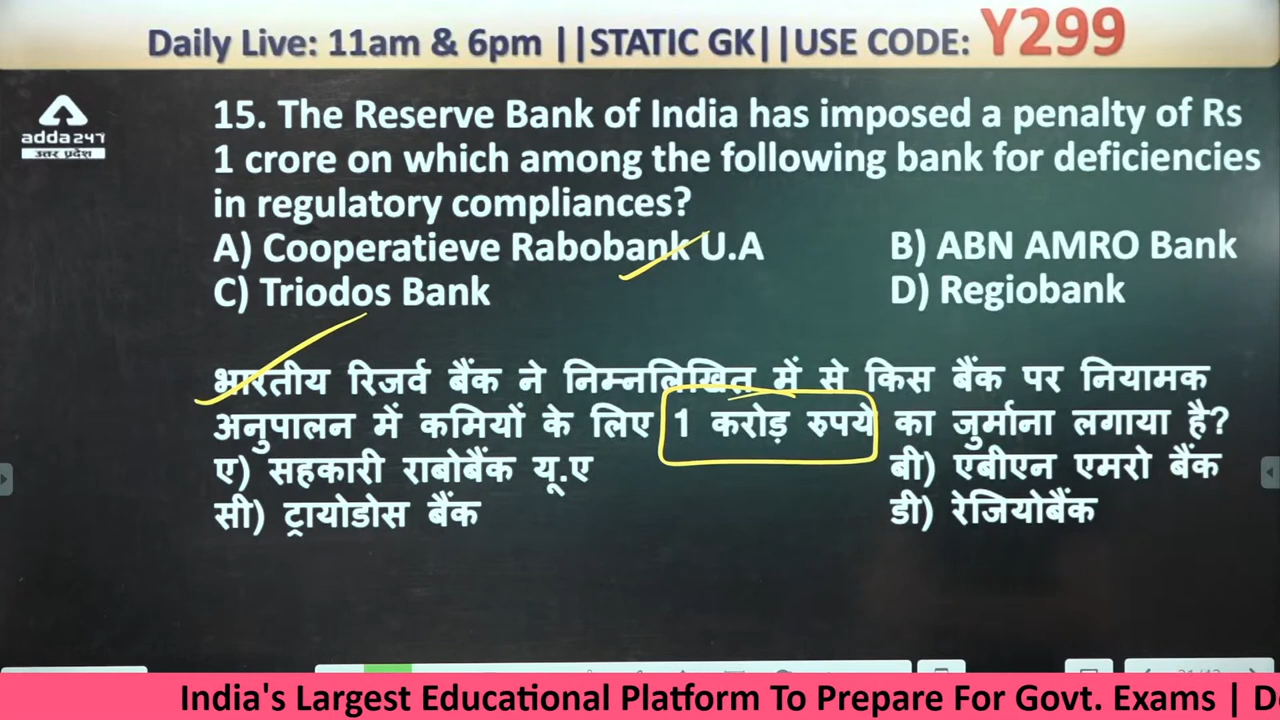 Daily Live: 11am & 6pm ||STATIC GK||USE CODE: Y299
adda247
उत्तर प्रदेश
15. The Reserve Bank of India has imposed a penalty of Rs
1 crore on which among the following bank for deficiencies
in regulatory compliances?
A) Cooperatieve Rabobank U.A B) ABN AMRO Bank
C) Triodos Bank D) Regiobank
भारतीय रिजर्व बैंक ने निम्नलिखित में से किस बैंक पर नियामक
अनुपालन में कमियों के लिए 1 करोड़ रुपये का जुर्माना लगाया है?
ए) सहकारी राबोबैंक यू.ए बी) एबीएन एमरो बैंक
सी) ट्रायोडोस बैंक डी) रेजियोबैंक
India's Largest Educational Platform To Prepare For Govt. Exams |